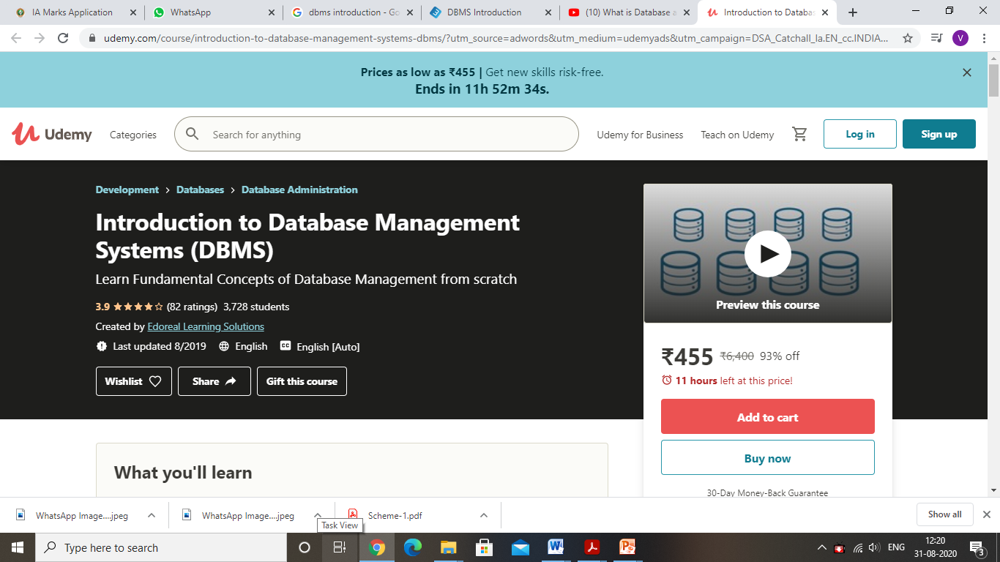 IA Marks Application
WhatsApp
dbms introduction - Go
DBMS Introduction
(10) What is Database a
Introduction to Databas
udemy.com/course/introduction-to-database-management-systems-dbms/?utm_source=adwords&utm_medium=udemyads&utm_campaign=DSA_Catchall_la.EN_cc.INDIA...
V
Prices as low as ₹455 | Get new skills risk-free.
Ends in 11h 52m 34s.
Udemy
Categories
Search for anything
Udemy for Business
Teach on Udemy
Log in
Sign up
Development > Databases > Database Administration
Introduction to Database Management
Systems (DBMS)
Learn Fundamental Concepts of Database Management from scratch
3.9 (82 ratings) 3,728 students
Created by Edoreal Learning Solutions
Last updated 8/2019 English CC English [Auto]
Wishlist
Share
Gift this course
Preview this course
₹455 ₹6,400 93% off
11 hours left at this price!
Add to cart
Buy now
30-Day Money-Back Guarantee
What you'll learn
WhatsApp Image....jpeg
WhatsApp Image....jpeg
Scheme-1.pdf
Show all
Task View
Type here to search
ENG
12:20
31-08-2020
3